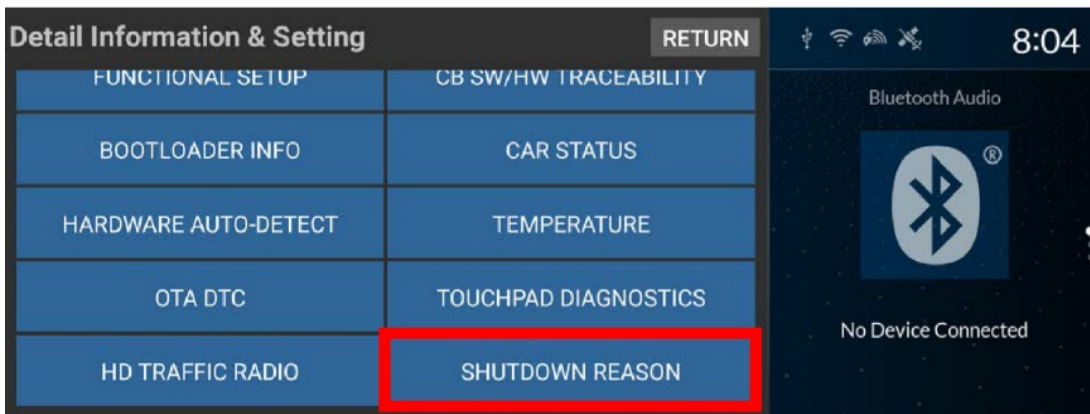 Detail Information & Setting
RETURN
8:04
FUNCTIONAL SETUP
CB SW/HW TRACEABILITY
Bluetooth Audio
BOOTLOADER INFO
CAR STATUS
®
HARDWARE AUTO-DETECT
TEMPERATURE
OTA DTC
TOUCHPAD DIAGNOSTICS
No Device Connected
HD TRAFFIC RADIO
SHUTDOWN REASON